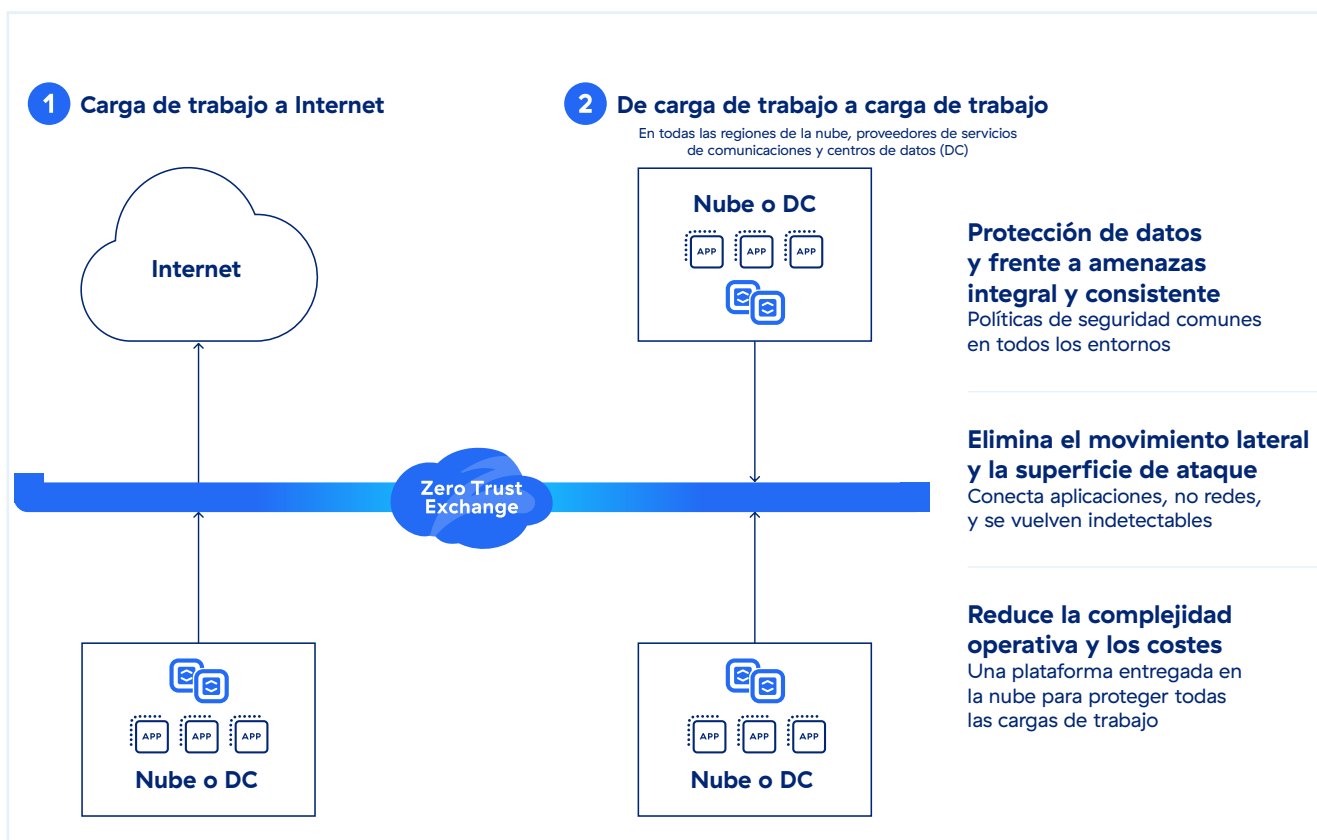 1 Carga de trabajo a Internet
Internet
2 De carga de trabajo a carga de trabajo
En todas las regiones de la nube, proveedores de servicios
de comunicaciones y centros de datos (DC)
Nube o DC
APP APP APP
Zero Trust
Exchange
APP APP APP
Nube o DC
APP APP APP
Nube o DC
Protección de datos
y frente a amenazas
integral y consistente
Políticas de seguridad comunes
en todos los entornos
Elimina el movimiento lateral
y la superficie de ataque
Conecta aplicaciones, no redes,
y se vuelven indetectables
Reduce la complejidad
operativa y los costes
Una plataforma entregada en
la nube para proteger todas
las cargas de trabajo